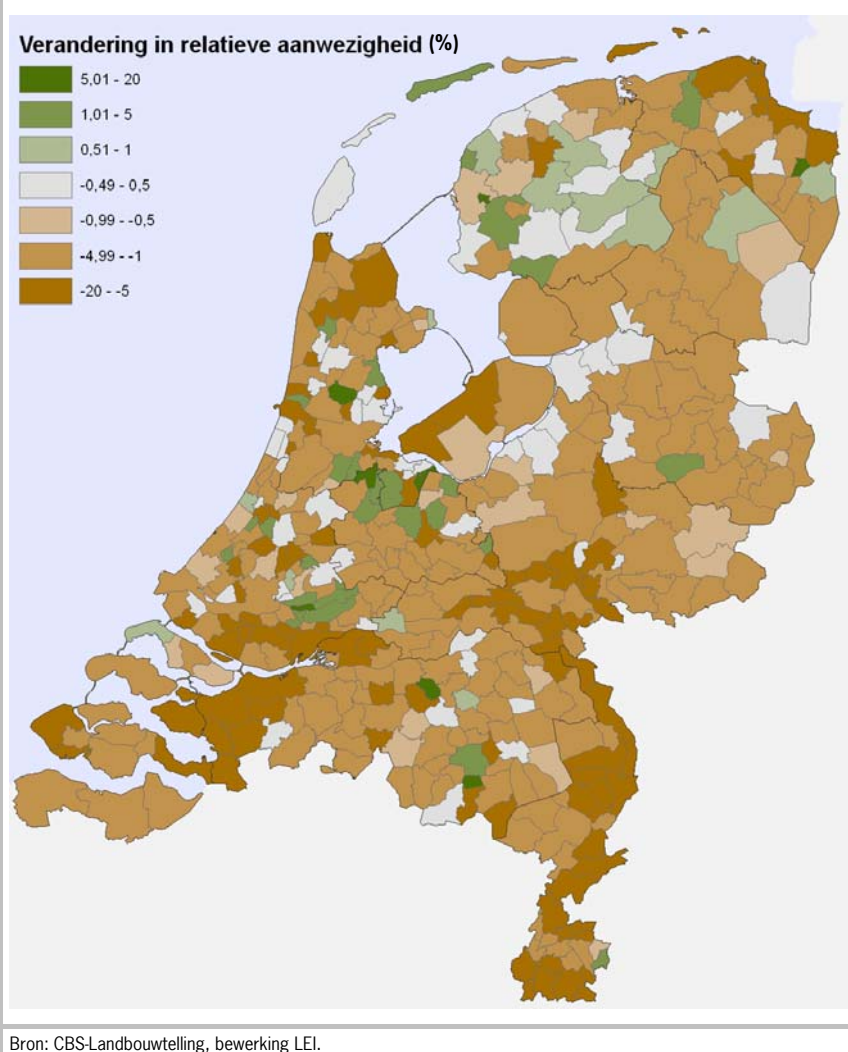 Verandering in relatieve aanwezigheid (%)
5,01 - 20
1,01 - 5
0,51 - 1
-0,49 - 0,5
-0,99 - -0,5
-4,99 - -1
-20 - -5
Bron: CBS-Landbouwtelling, bewerking LEI.